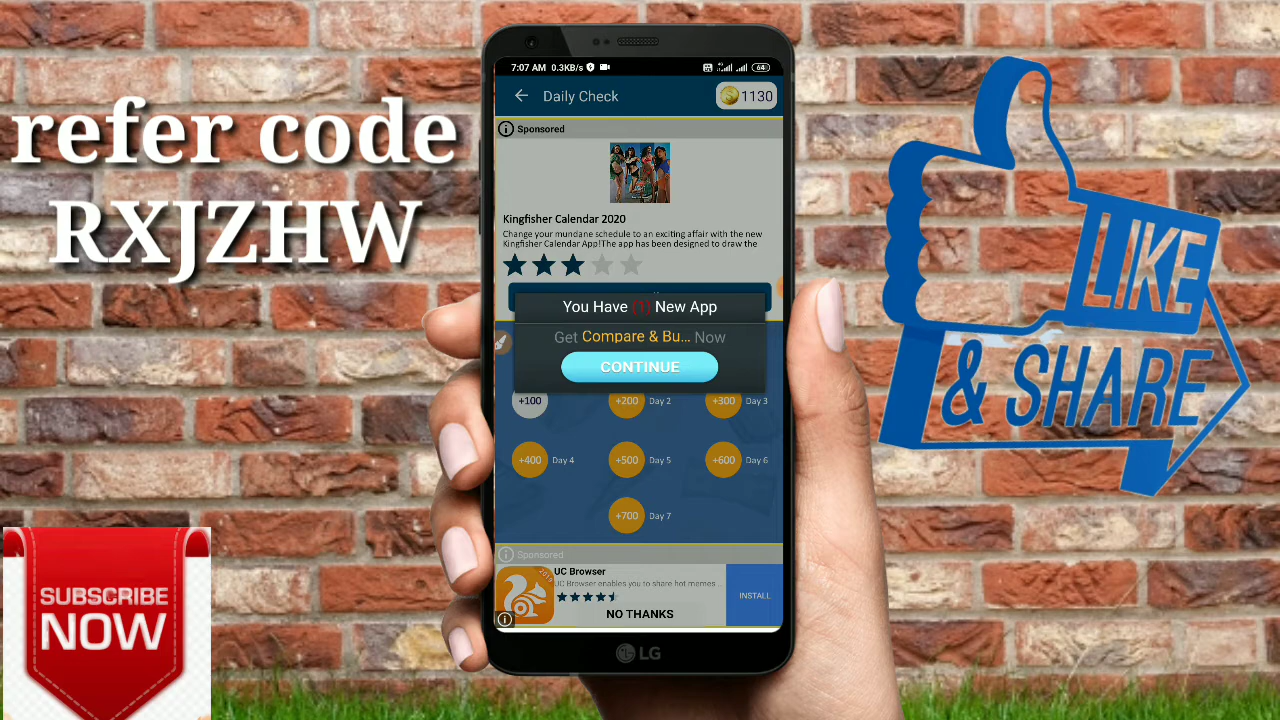 refer code
RXJZHW
7:07 AM 0.3KB/s
64
Daily Check
1130
Sponsored
Kingfisher Calendar 2020
Change your mundane schedule to an exciting affair with the new
Kingfisher Calendar App!The app has been designed to draw the
You Have (1) New App
Get Compare & Bu... Now
CONTINUE
+100
+200 Day 2
+300 Day 3
+400 Day 4
+500 Day 5
+600 Day 6
+700 Day 7
Sponsored
2019
UC Browser
UC Browser enables you to share hot memes ...
INSTALL
NO THANKS
LG
LIKE
& SHARE
SUBSCRIBE
NOW